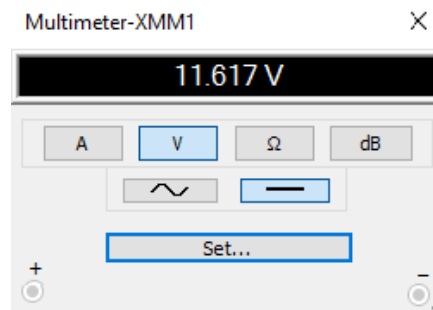 Multimeter-XMM1
11.617 V
A V Ω dB
Set...
+ −